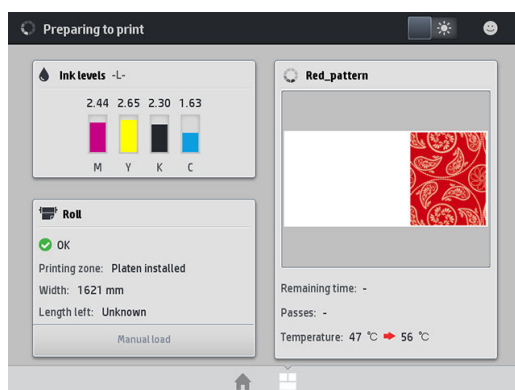 Preparing to print
Ink levels -L-
2.44 2.65 2.30 1.63
M Y K C
Roll
OK
Printing zone: Platen installed
Width: 1621 mm
Length left: Unknown
Manual load
Red_pattern
Remaining time: -
Passes: -
Temperature: 47 °C 56 °C